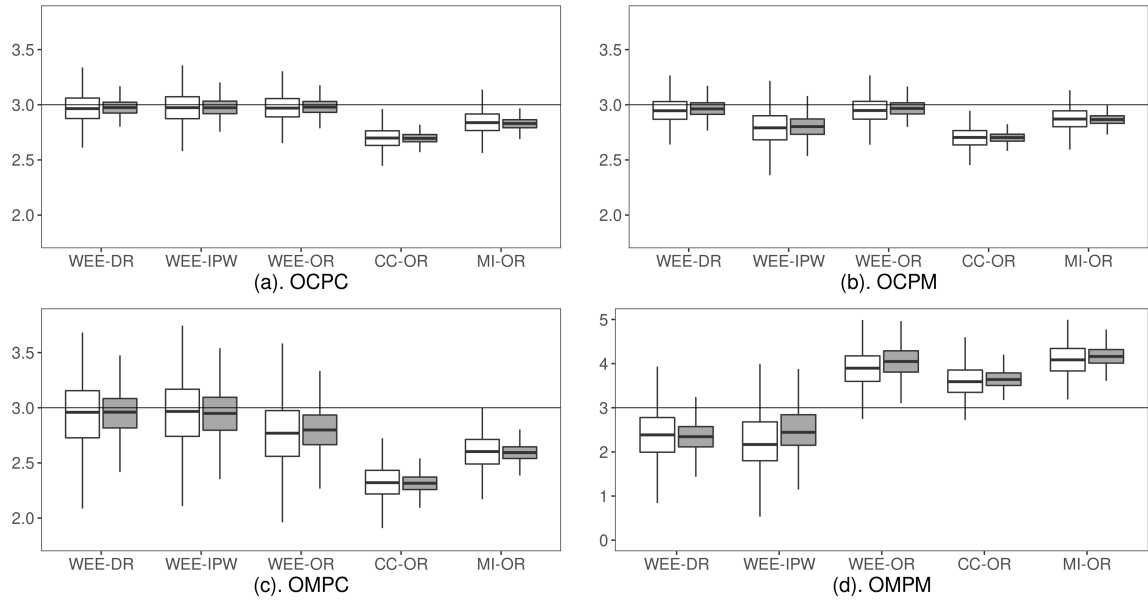 3.5
3.0
2.5
2.0
WEE-DR WEE-IPW WEE-OR CC-OR MI-OR
(a). OCPC
3.5
3.0
2.5
2.0
WEE-DR WEE-IPW WEE-OR CC-OR MI-OR
(b). OCPM
3.5
3.0
2.5
2.0
WEE-DR WEE-IPW WEE-OR CC-OR MI-OR
(c). OMPC
5
4
3
2
1
0
WEE-DR WEE-IPW WEE-OR CC-OR MI-OR
(d). OMPM